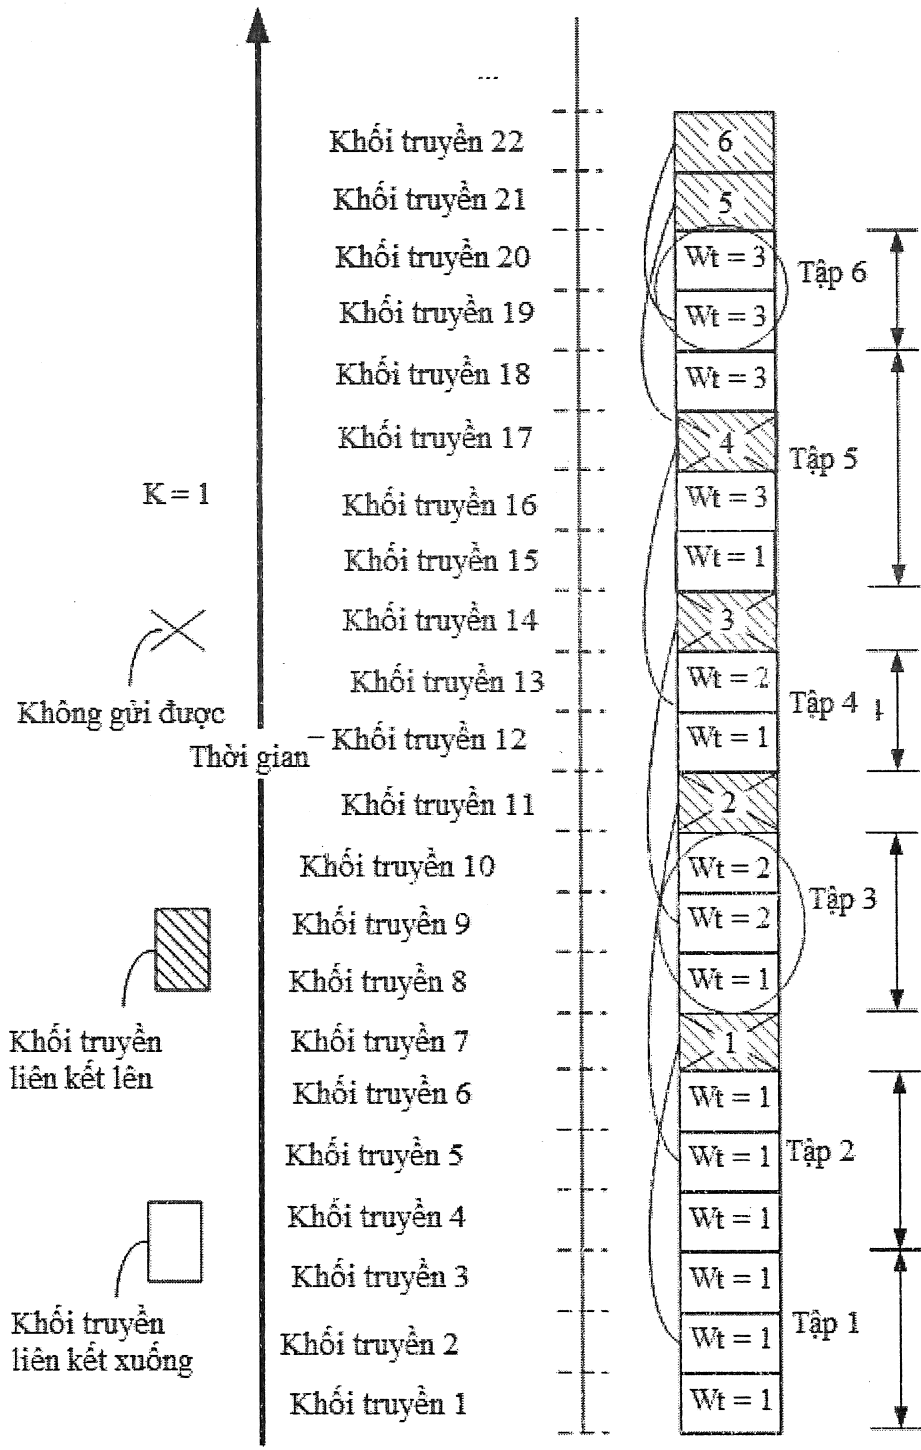 ...
Khối truyền 22
6
Khối truyền 21
5
Khối truyền 20
Wt = 3
Tập 6
Khối truyền 19
Wt = 3
Khối truyền 18
Wt = 3
Khối truyền 17
4
Tập 5
K = 1
Khối truyền 16
Wt = 3
Khối truyền 15
Wt = 1
Khối truyền 14
3
Khối truyền 13
Wt = 2
Tập 4
Không gửi được
Thời gian
Khối truyền 12
Wt = 1
Khối truyền 11
2
Khối truyền 10
Wt = 2
Tập 3
Khối truyền 9
Wt = 2
Khối truyền 8
Wt = 1
Khối truyền
liên kết lên
Khối truyền 7
1
Khối truyền 6
Wt = 1
Khối truyền 5
Wt = 1
Tập 2
Khối truyền 4
Wt = 1
Khối truyền 3
Wt = 1
Khối truyền
liên kết xuống
Khối truyền 2
Wt = 1
Tập 1
Khối truyền 1
Wt = 1